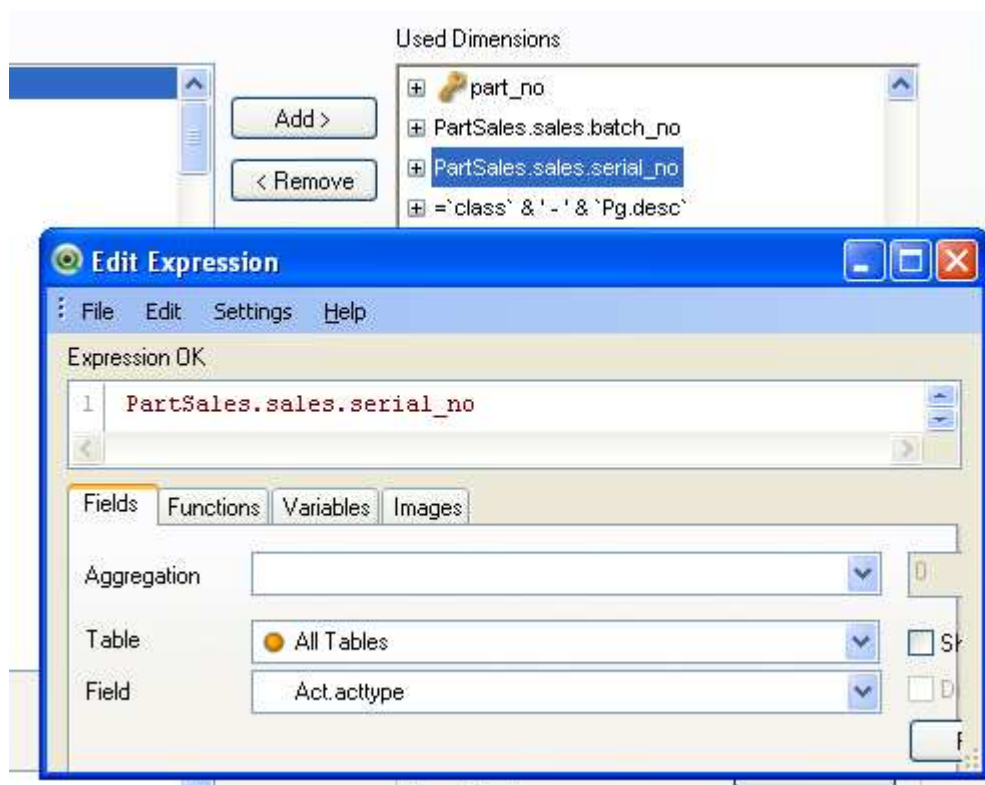 Used Dimensions
part_no
Add >
PartSales.sales.batch_no
PartSales.sales.serial_no
< Remove
=`class` & ' - ' & `Pg.desc`
Edit Expression
File Edit Settings Help
Expression OK
1 PartSales.sales.serial_no
Fields Functions Variables Images
Aggregation 0
Table All Tables
Field Act.acttype